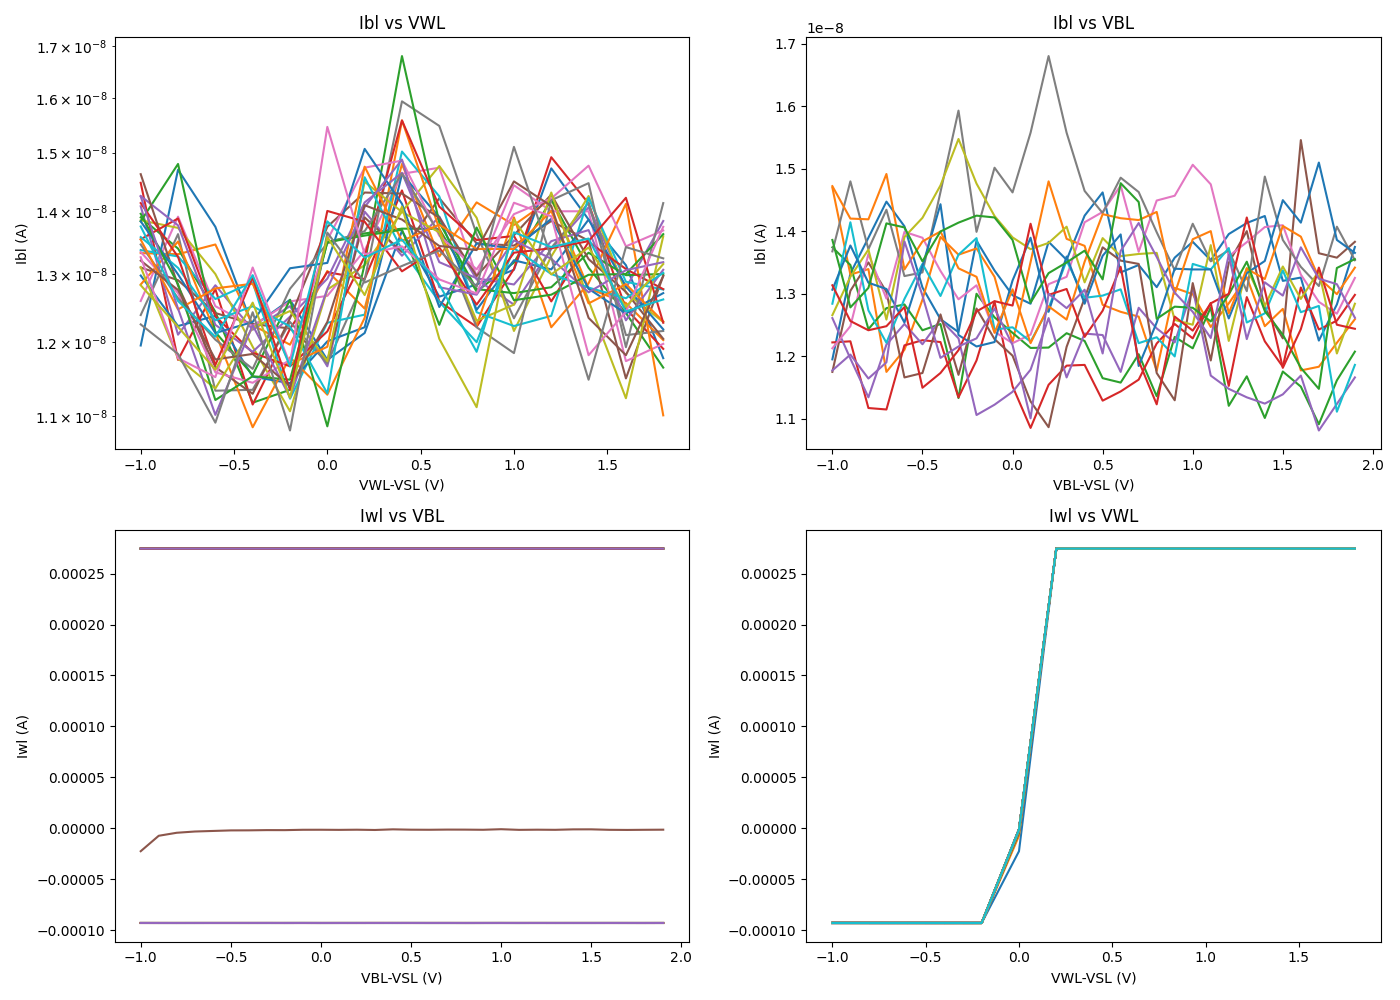 Ibl vs VWL
1.7 × 10⁻⁸
1.6 × 10⁻⁸
1.5 × 10⁻⁸
1.4 × 10⁻⁸
1.3 × 10⁻⁸
1.2 × 10⁻⁸
1.1 × 10⁻⁸
Ibl (A)
−1.0 −0.5 0.0 0.5 1.0 1.5
VWL-VSL (V)
Ibl vs VBL
1e−8
1.7
1.6
1.5
1.4
1.3
1.2
1.1
Ibl (A)
−1.0 −0.5 0.0 0.5 1.0 1.5 2.0
VBL-VSL (V)
Iwl vs VBL
0.00025
0.00020
0.00015
0.00010
0.00005
0.00000
−0.00005
−0.00010
Iwl (A)
−1.0 −0.5 0.0 0.5 1.0 1.5 2.0
VBL-VSL (V)
Iwl vs VWL
0.00025
0.00020
0.00015
0.00010
0.00005
0.00000
−0.00005
−0.00010
Iwl (A)
−1.0 −0.5 0.0 0.5 1.0 1.5
VWL-VSL (V)